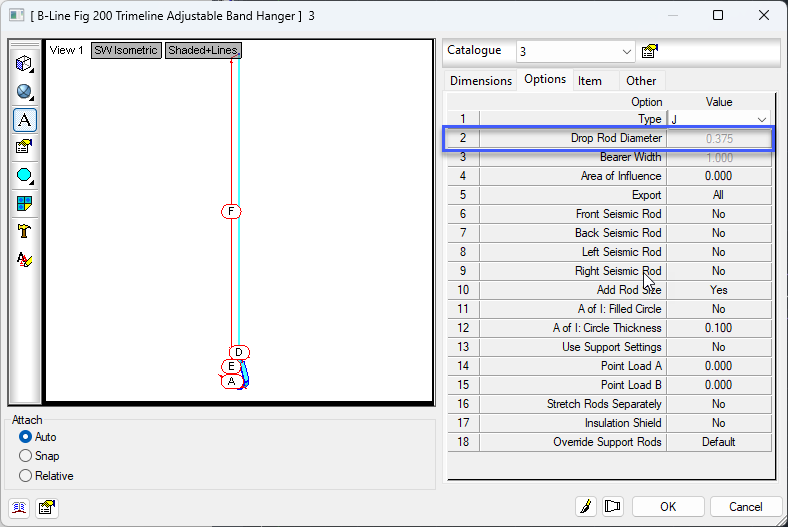 [ B-Line Fig 200 Trimeline Adjustable Band Hanger ] 3
View 1 SW Isometric Shaded+Lines
A
F
D
E
A
Attach
Auto
Snap
Relative
Catalogue 3
Dimensions Options Item Other
Option Value
1 Type J
2 Drop Rod Diameter 0.375
3 Bearer Width 1.000
4 Area of Influence 0.000
5 Export All
6 Front Seismic Rod No
7 Back Seismic Rod No
8 Left Seismic Rod No
9 Right Seismic Rod No
10 Add Rod Size Yes
11 A of I: Filled Circle No
12 A of I: Circle Thickness 0.100
13 Use Support Settings No
14 Point Load A 0.000
15 Point Load B 0.000
16 Stretch Rods Separately No
17 Insulation Shield No
18 Override Support Rods Default
OK Cancel